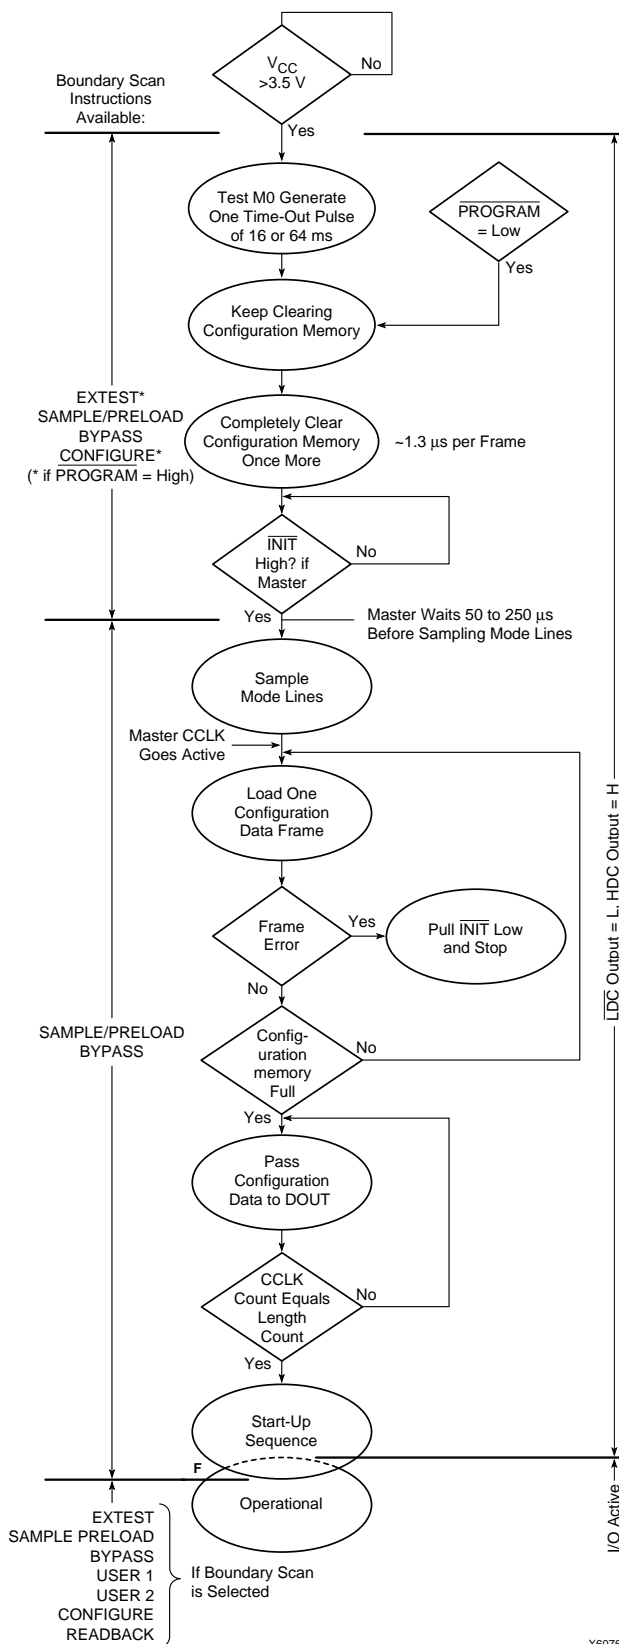 VCC
>3.5 V
No
Boundary Scan
Instructions
Available:
Yes
Test M0 Generate
One Time-Out Pulse
of 16 or 64 ms
PROGRAM
= Low
Yes
Keep Clearing
Configuration Memory
EXTEST*
SAMPLE/PRELOAD
BYPASS
CONFIGURE*
(* if PROGRAM = High)
Completely Clear
Configuration Memory
Once More
~1.3 µs per Frame
INIT
High? if
Master
No
Yes
Master Waits 50 to 250 µs
Before Sampling Mode Lines
Sample
Mode Lines
Master CCLK
Goes Active
Load One
Configuration
Data Frame
LDC Output = L, HDC Output = H
Frame
Error
Yes
Pull INIT Low
and Stop
No
SAMPLE/PRELOAD
BYPASS
Config-
uration
memory
Full
No
Yes
Pass
Configuration
Data to DOUT
CCLK
Count Equals
Length
Count
No
Yes
Start-Up
Sequence
F
Operational
I/O Active
EXTEST
SAMPLE PRELOAD
BYPASS
USER 1
USER 2
CONFIGURE
READBACK
If Boundary Scan
is Selected